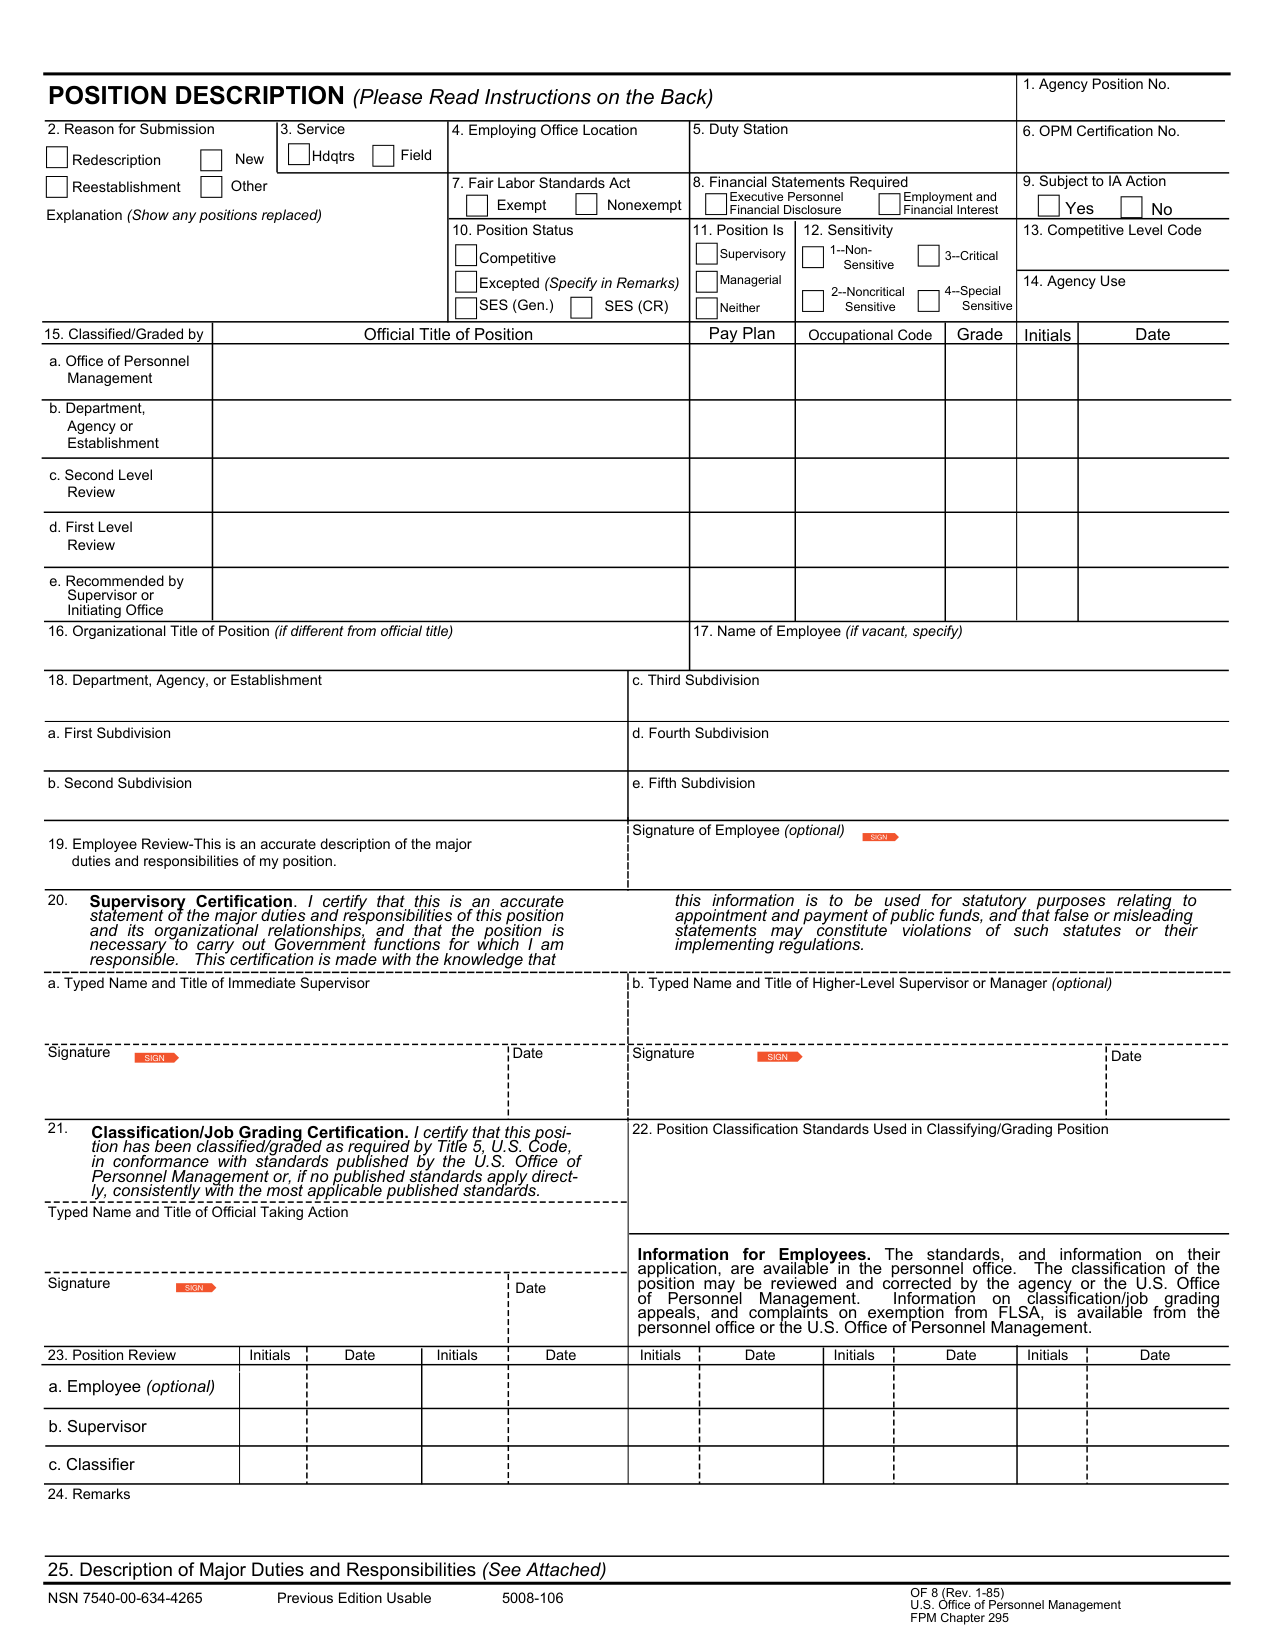 POSITION DESCRIPTION (Please Read Instructions on the Back)
1. Agency Position No.
2. Reason for Submission
Redescription
New
Reestablishment
Other
Explanation (Show any positions replaced)
3. Service
Hdqtrs
Field
4. Employing Office Location
5. Duty Station
6. OPM Certification No.
7. Fair Labor Standards Act
Exempt
Nonexempt
8. Financial Statements Required
Executive Personnel
Financial Disclosure
Employment and
Financial Interest
9. Subject to IA Action
Yes
No
10. Position Status
Competitive
Excepted (Specify in Remarks)
SES (Gen.)
SES (CR)
11. Position Is
Supervisory
Managerial
Neither
12. Sensitivity
1--Non-
Sensitive
3--Critical
2--Noncritical
Sensitive
4--Special
Sensitive
13. Competitive Level Code
14. Agency Use
15. Classified/Graded by
Official Title of Position
Pay Plan
Occupational Code
Grade
Initials
Date
a. Office of Personnel
Management
b. Department,
Agency or
Establishment
c. Second Level
Review
d. First Level
Review
e. Recommended by
Supervisor or
Initiating Office
16. Organizational Title of Position (if different from official title)
17. Name of Employee (if vacant, specify)
18. Department, Agency, or Establishment
c. Third Subdivision
a. First Subdivision
d. Fourth Subdivision
b. Second Subdivision
e. Fifth Subdivision
19. Employee Review-This is an accurate description of the major
duties and responsibilities of my position.
Signature of Employee (optional)
SIGN
20. Supervisory Certification. I certify that this is an accurate
statement of the major duties and responsibilities of this position
and its organizational relationships, and that the position is
necessary to carry out Government functions for which I am
responsible. This certification is made with the knowledge that
this information is to be used for statutory purposes relating to
appointment and payment of public funds, and that false or misleading
statements may constitute violations of such statutes or their
implementing regulations.
a. Typed Name and Title of Immediate Supervisor
b. Typed Name and Title of Higher-Level Supervisor or Manager (optional)
Signature
SIGN
Date
Signature
SIGN
Date
21. Classification/Job Grading Certification. I certify that this posi-
tion has been classified/graded as required by Title 5, U.S. Code,
in conformance with standards published by the U.S. Office of
Personnel Management or, if no published standards apply direct-
ly, consistently with the most applicable published standards.
Typed Name and Title of Official Taking Action
Signature
SIGN
Date
22. Position Classification Standards Used in Classifying/Grading Position
Information for Employees. The standards, and information on their
application, are available in the personnel office. The classification of the
position may be reviewed and corrected by the agency or the U.S. Office
of Personnel Management. Information on classification/job grading
appeals, and complaints on exemption from FLSA, is available from the
personnel office or the U.S. Office of Personnel Management.
23. Position Review
Initials
Date
Initials
Date
Initials
Date
Initials
Date
Initials
Date
a. Employee (optional)
b. Supervisor
c. Classifier
24. Remarks
25. Description of Major Duties and Responsibilities (See Attached)
NSN 7540-00-634-4265
Previous Edition Usable
5008-106
OF 8 (Rev. 1-85)
U.S. Office of Personnel Management
FPM Chapter 295